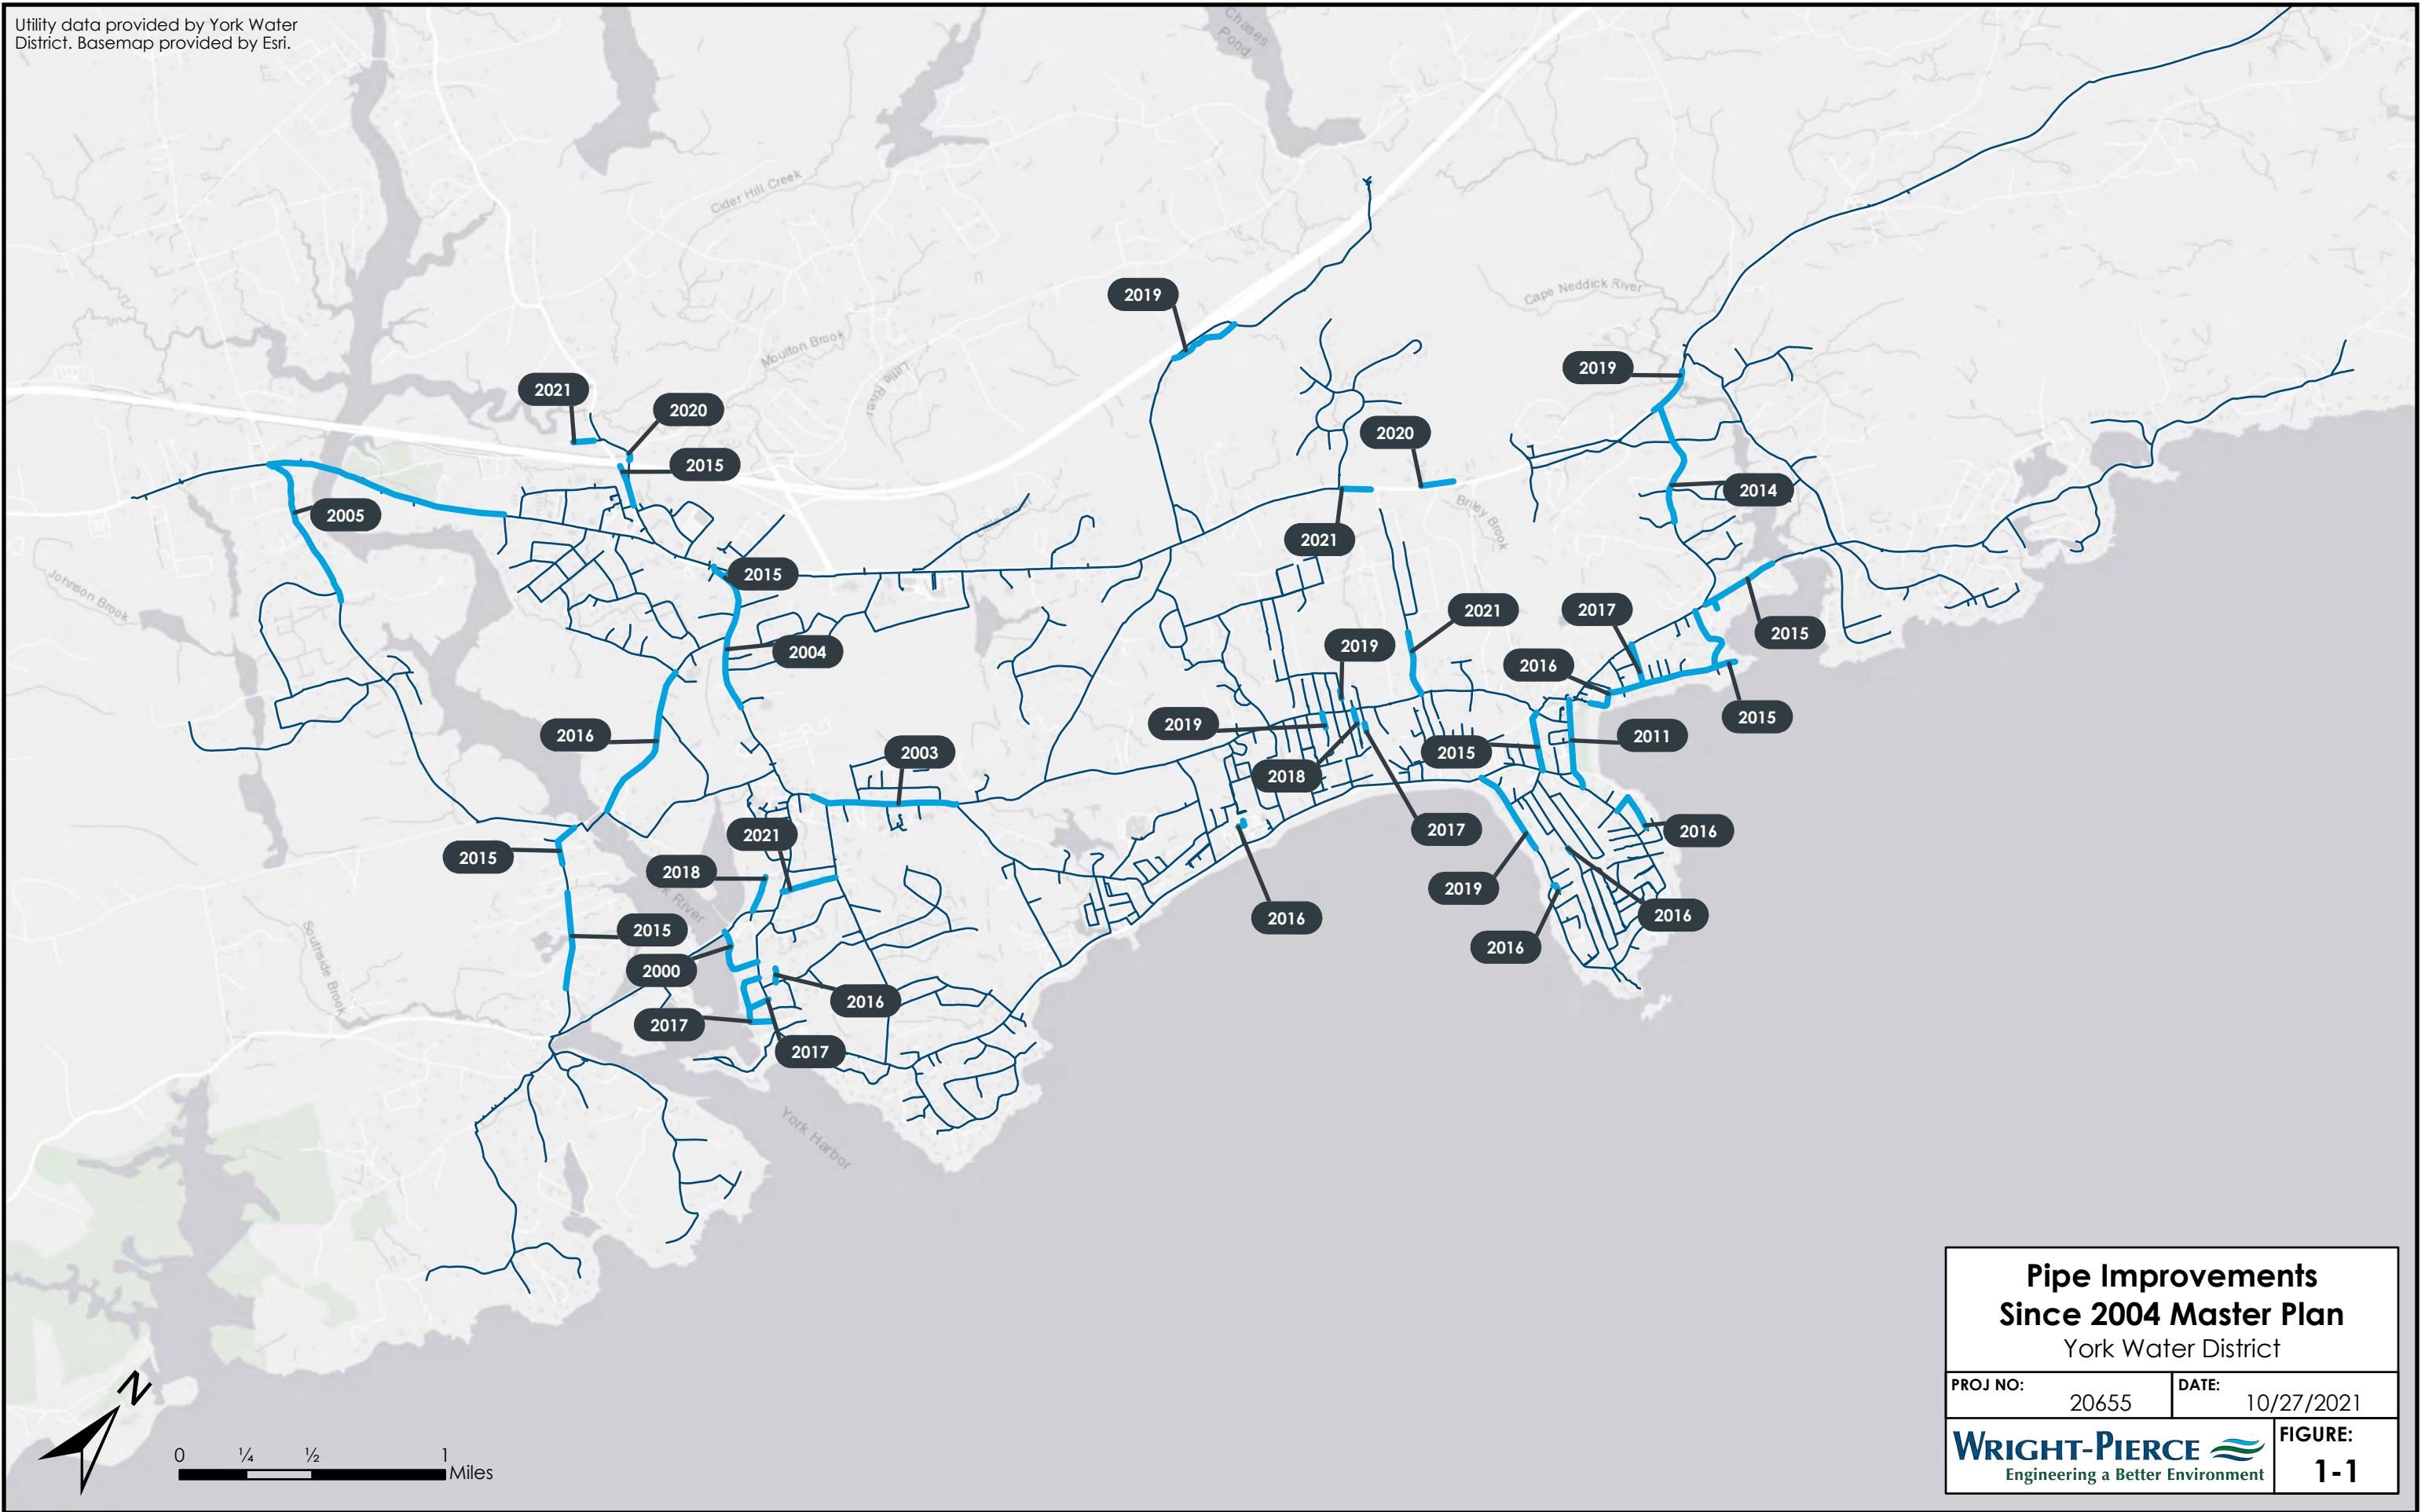 Utility data provided by York Water
District. Basemap provided by Esri.
Chases
Pond
Cider Hill Creek
2019
Cape Neddick River
Moulton Brook
Little River
2019
2021
2020
2020
2015
2014
2005
Briley Brook
2021
Little River
2015
Johnson Brook
2021
2017
2015
2019
2004
2016
2015
2019
2016
2011
2015
2003
2018
2017
2016
2021
2015
2018
2019
2016
2016
2016
River
2015
2000
Southside Brook
2016
2017
2017
York Harbor
N
0 ¼ ½ 1
Miles
Pipe Improvements
Since 2004 Master Plan
York Water District
PROJ NO: 20655
DATE: 10/27/2021
WRIGHT-PIERCE
Engineering a Better Environment
FIGURE:
1-1